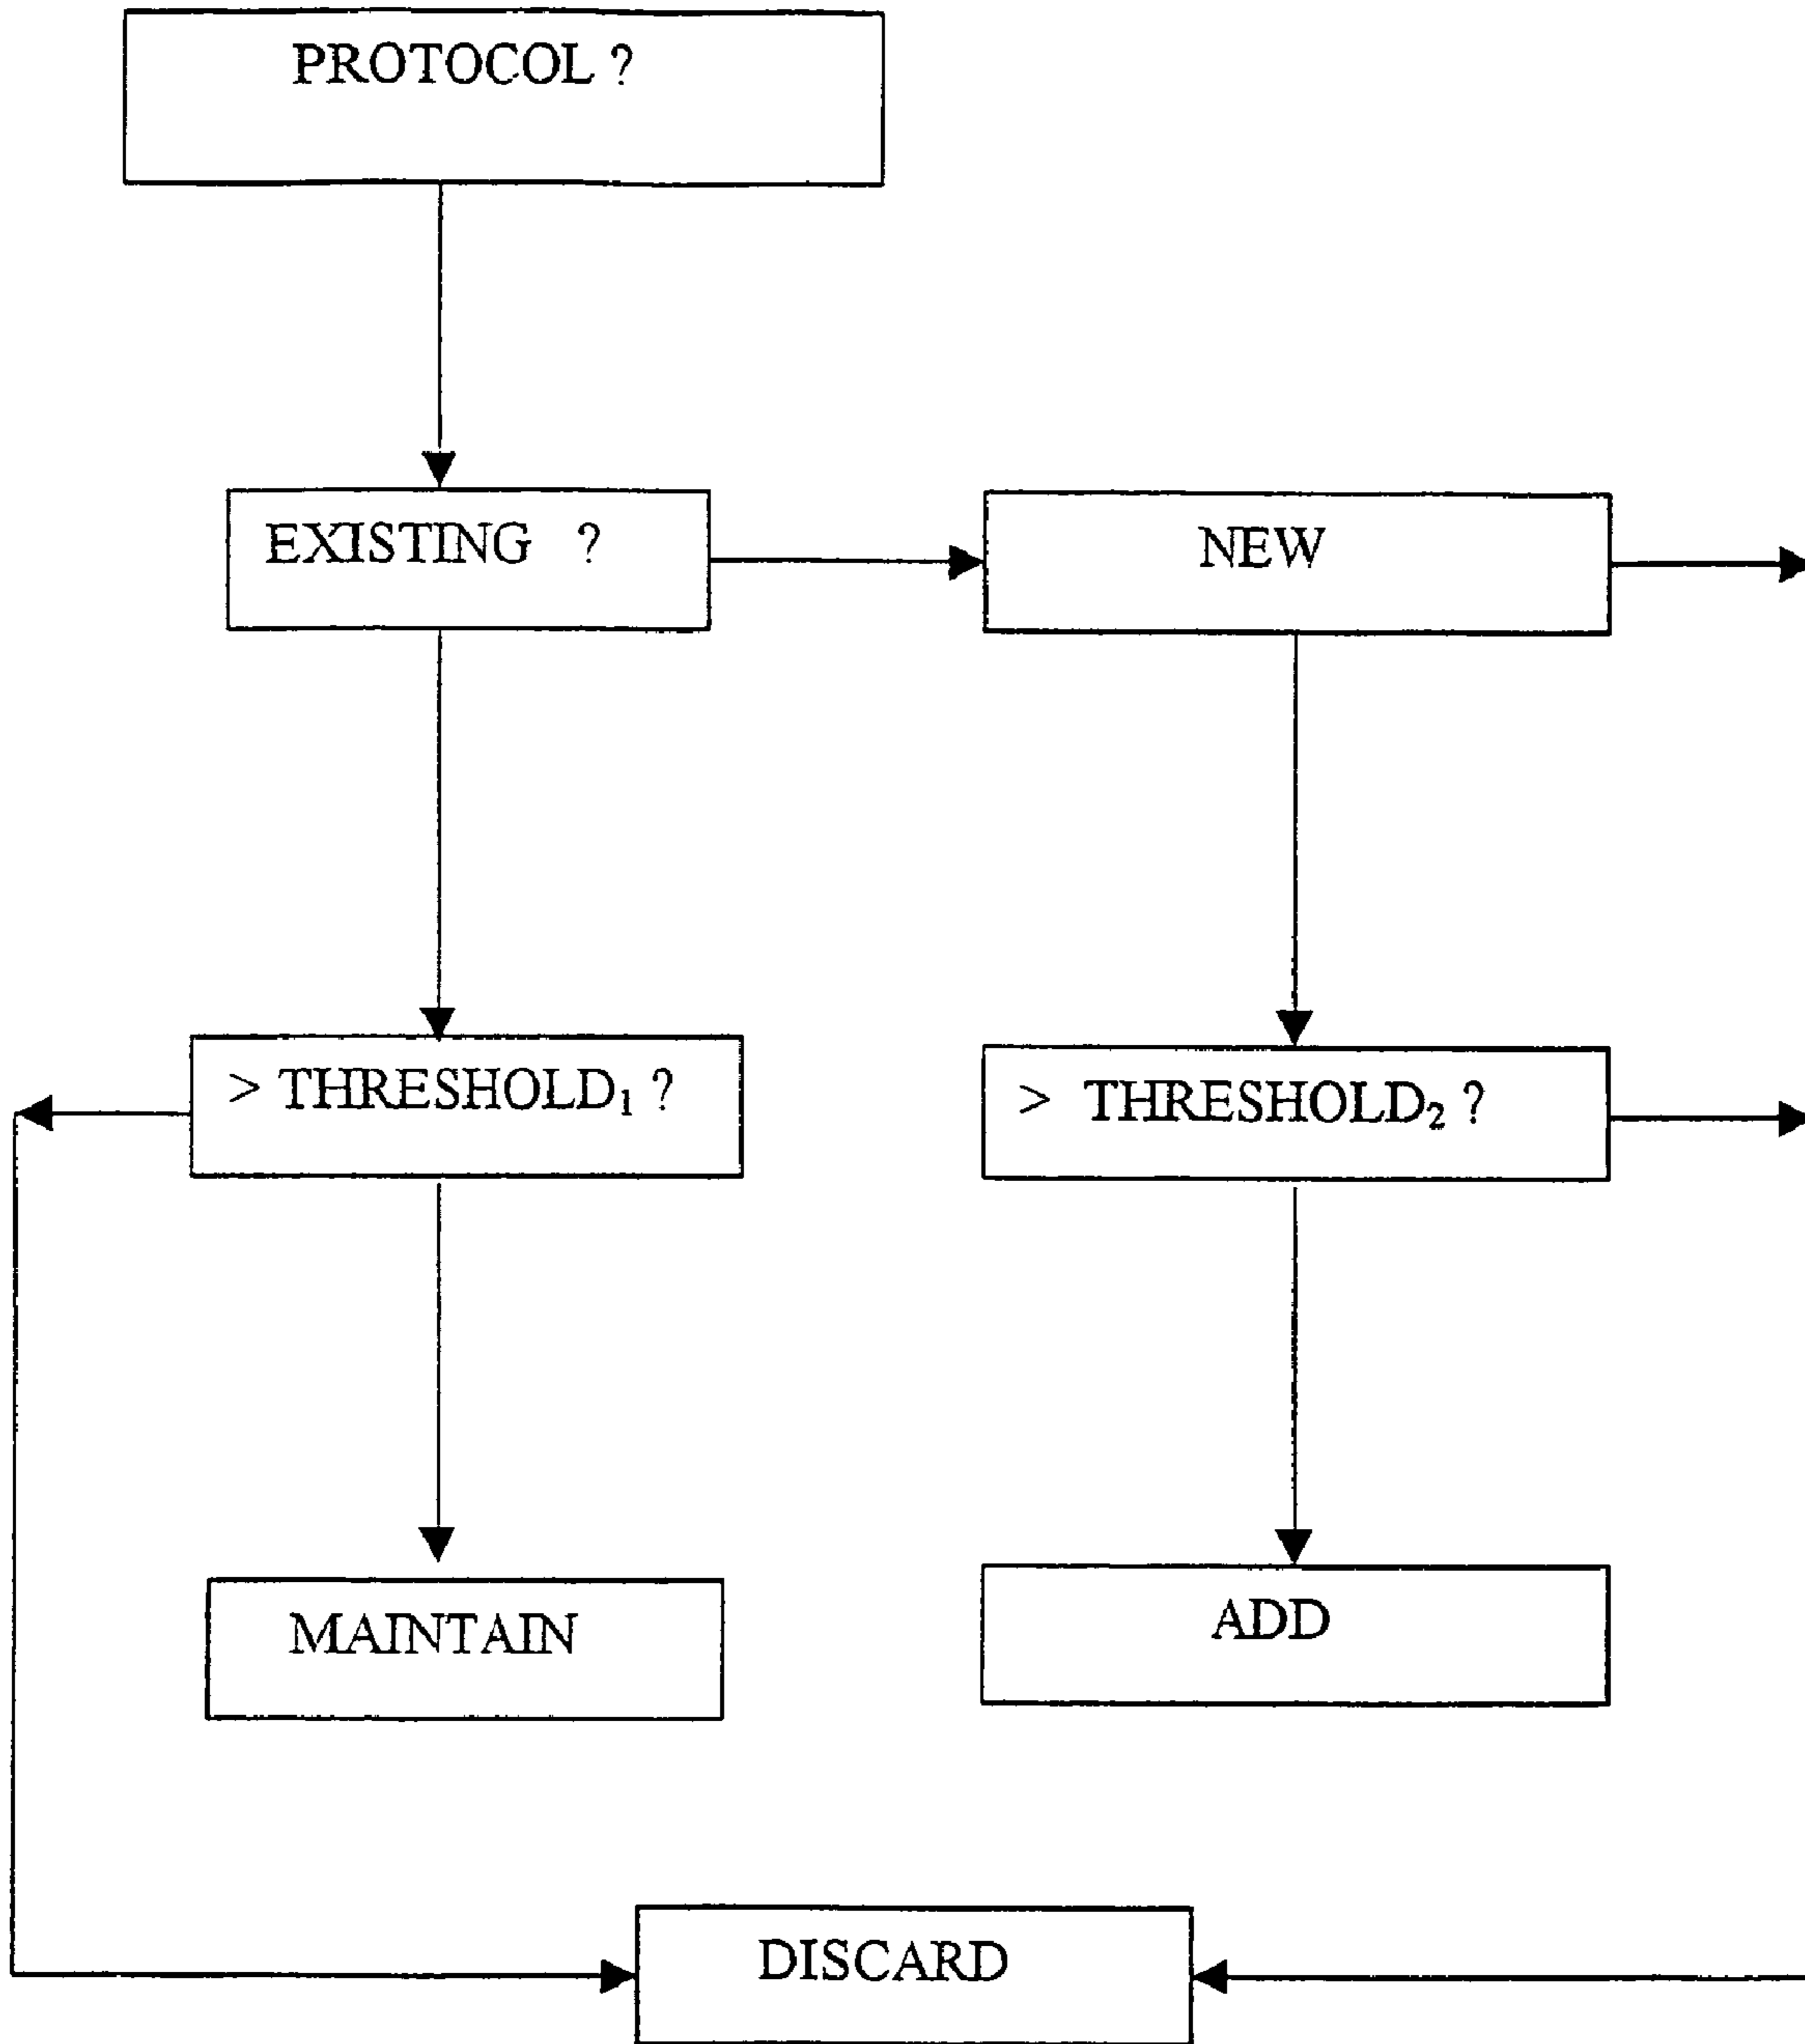 PROTOCOL ?
EXISTING ?
NEW
> THRESHOLD₁ ?
> THRESHOLD₂ ?
MAINTAIN
ADD
DISCARD